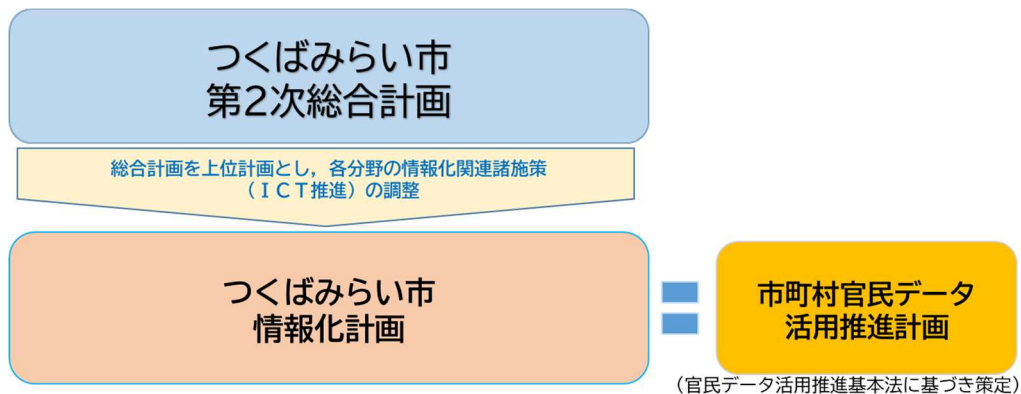 つくばみらい市
第2次総合計画
総合計画を上位計画とし，各分野の情報化関連諸施策
（ＩＣＴ推進）の調整
つくばみらい市
情報化計画
市町村官民データ
活用推進計画
（官民データ活用推進基本法に基づき策定）